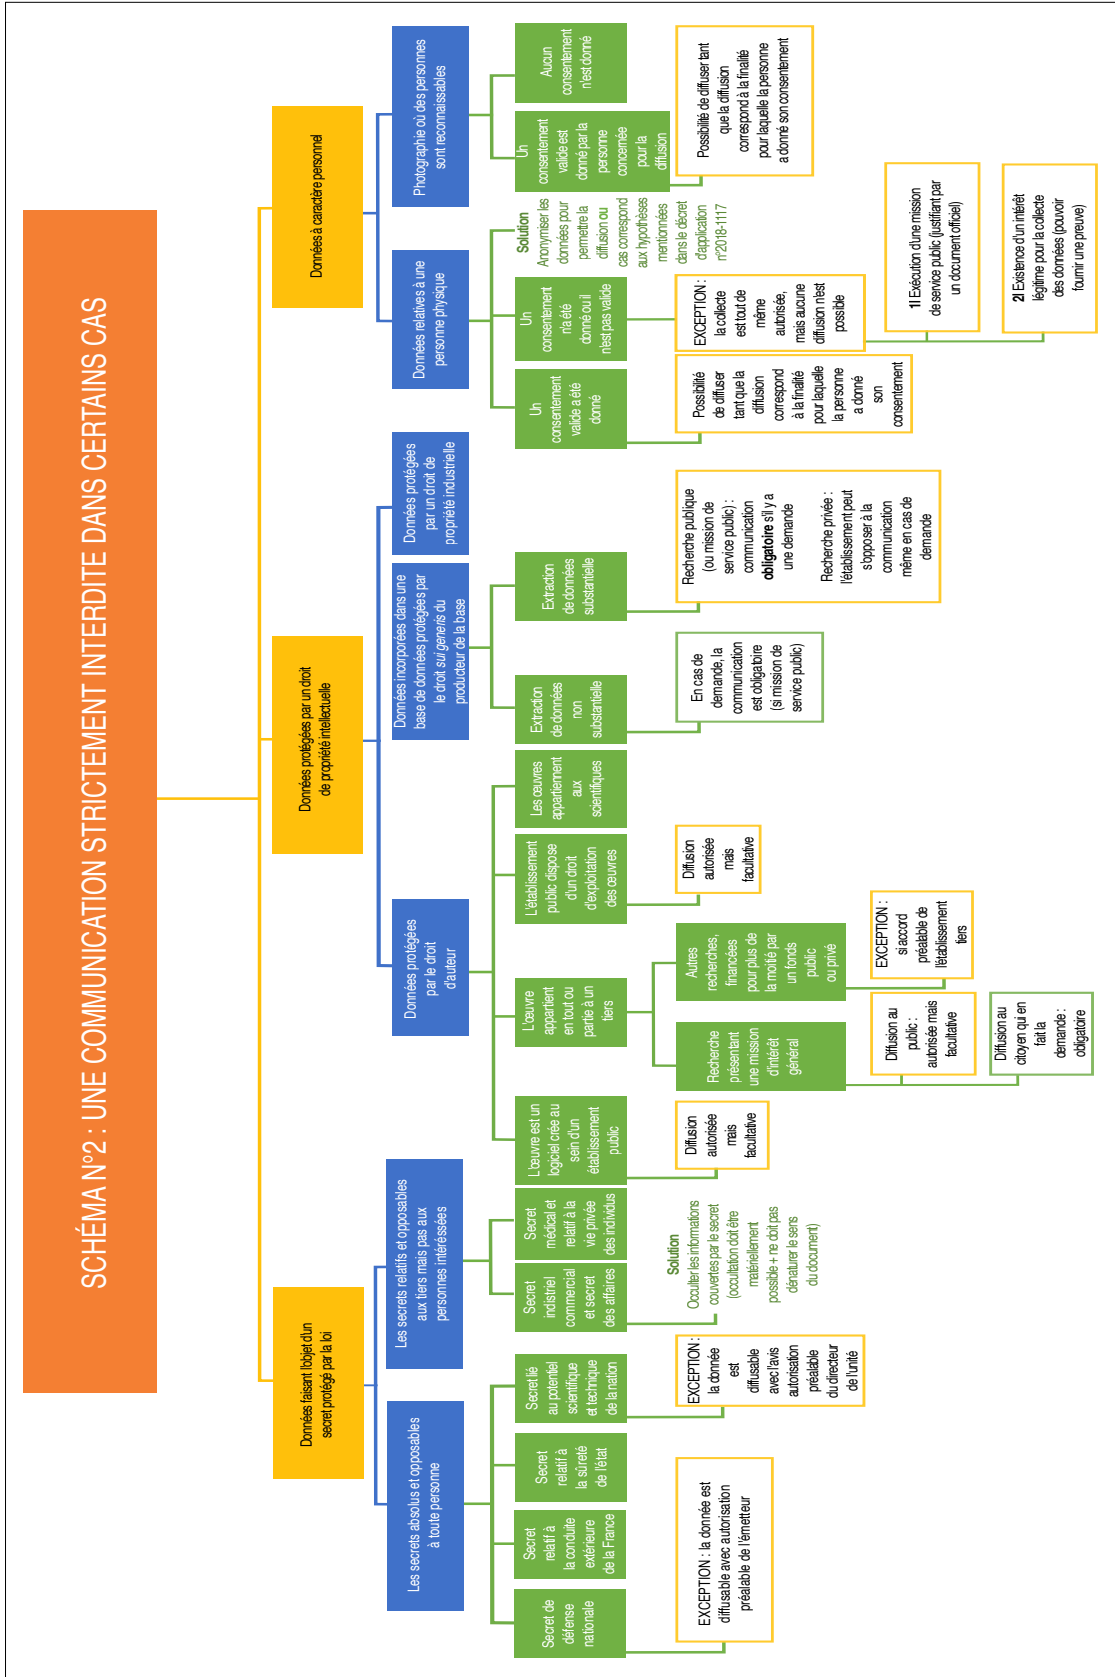 SCHÉMA N°2 : UNE COMMUNICATION STRICTEMENT INTERDITE DANS CERTAINS CAS
Données faisant l'objet d'un
secret protégé par la loi
Les secrets absolus et opposables
à toute personne
Secret de
défense
nationale
EXCEPTION : la donnée est
diffusable avec autorisation
préalable de l'émetteur
Secret
relatif à
la conduite
extérieure
de la France
Secret
relatif à
la sûreté
de l'état
Secret lié
au potentiel
scientifique
et technique
de la nation
EXCEPTION :
la donnée
est
diffusable
avec l'avis
autorisation
préalable
du directeur
de l'unité
Les secrets relatifs et opposables
aux tiers mais pas aux
personnes intéréssées
Secret
indistriel
commercial
et secret
des affaires
Secret
médical et
relatif à la
vie privée
des individus
Solution
Occulter les informations
couvertes par le secret
(occultation doit être
matériellement
possible + ne doit pas
dénaturer le sens
du document)
Données protégées par un droit
de propriété intellectuelle
Données protégées
par le droit
d'auteur
L'œuvre est un
logiciel crée au
sein d'un
établissement
public
Diffusion
autorisée
mais
facultative
L'œuvre
appartient
en tout ou
partie à un
tiers
Recherche
présentant
une mission
d'intérêt
général
Diffusion au
public :
autorisée mais
facultative
Diffusion au
citoyen qui en
fait la
demande :
obligatoire
Autres
recherches,
financées
pour plus de
la moitié par
un fonds
public
ou privé
EXCEPTION :
si accord
préalable de
l'établissement
tiers
L'établissement
public dispose
d'un droit
d'exploitation
des œuvres
Diffusion
autorisée
mais
facultative
Les œuvres
appartiennent
aux
scientifiques
Données incorporées dans une
base de données protégées par
le droit sui generis du
producteur de la base
Extraction
de données
non
substantielle
En cas de
demande, la
communication
est obligatoire
(si mission de
service public)
Extraction
de données
substantielle
Recherche publique
(ou mission de
service public) :
communication
obligatoire s'il y a
une demande
Recherche privée :
l'établissement peut
s'opposer à la
communication
même en cas de
demande
Données protégées
par un droit de
propriété industrielle
Données à caractère personnel
Données relatives à une
personne physique
Un
consentement
valide a été
donné
Possibilité
de diffuser
tant que la
diffusion
correspond
à la finalité
pour laquelle
la personne
a donné
son
consentement
Un
consentement
n'a été
donné ou il
n'est pas valide
EXCEPTION :
la collecte
est tout de
même
autorisée,
mais aucune
diffusion n'est
possible
1I Exécution d'une mission
de service public (justifiant par
un document officiel)
2I Existence d'un intérêt
légitime pour la collecte
des données (pouvoir
fournir une preuve)
Solution
Anonymiser les
données pour
permettre la
diffusion ou
cas correspond
aux hypothèses
mentionnées
dans le décret
d'application
n°2018-1117
Photographie où des personnes
sont reconnaissables
Un
consentement
valide est
donné par la
personne
concernée
pour la
diffusion
Possibilité de diffuser tant
que la diffusion
correspond à la finalité
pour laquelle la personne
a donné son consentement
Aucun
consentement
n'est donné